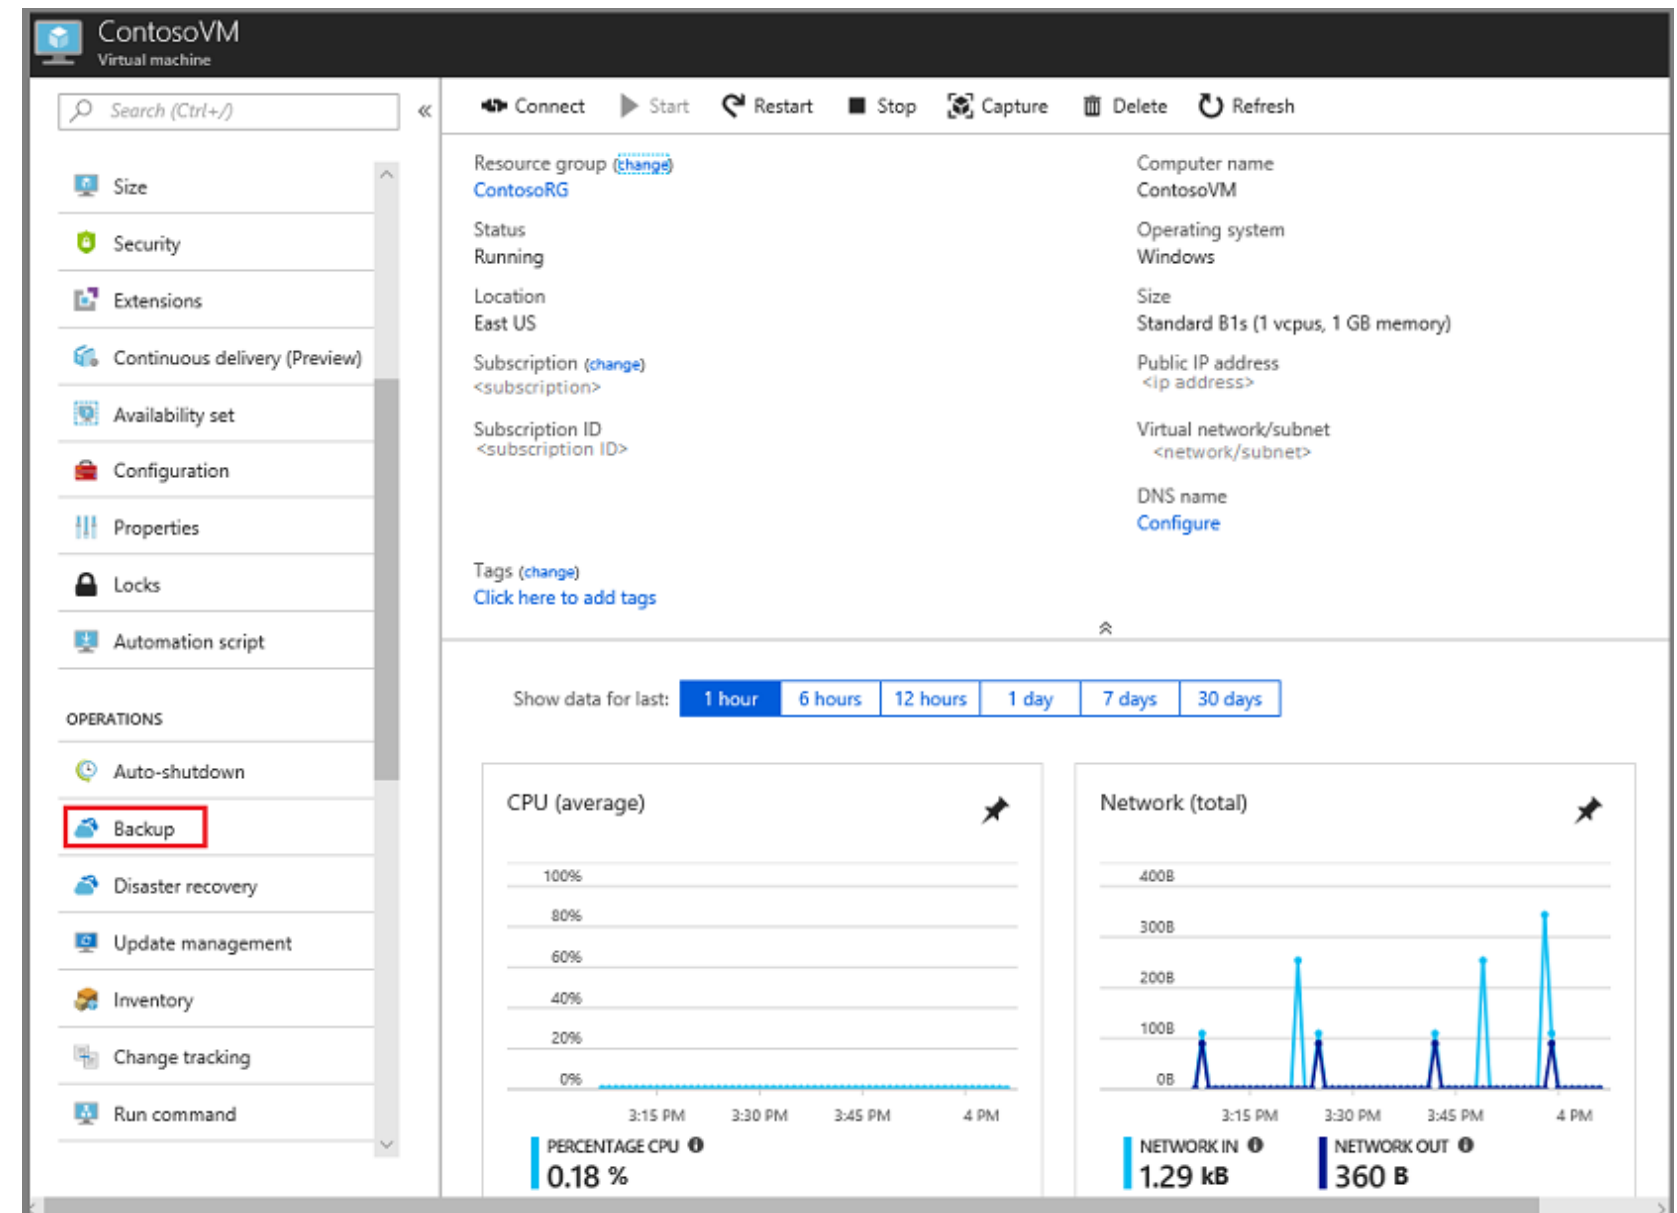 ContosoVM
Virtual machine
Search (Ctrl+/)
«
Size
Security
Extensions
Continuous delivery (Preview)
Availability set
Configuration
Properties
Locks
Automation script
OPERATIONS
Auto-shutdown
Backup
Disaster recovery
Update management
Inventory
Change tracking
Run command
Connect Start Restart Stop Capture Delete Refresh
Resource group (change)
ContosoRG
Status
Running
Location
East US
Subscription (change)
<subscription>
Subscription ID
<subscription ID>
Computer name
ContosoVM
Operating system
Windows
Size
Standard B1s (1 vcpus, 1 GB memory)
Public IP address
<ip address>
Virtual network/subnet
<network/subnet>
DNS name
Configure
Tags (change)
Click here to add tags
Show data for last: 1 hour 6 hours 12 hours 1 day 7 days 30 days
CPU (average)
100%
80%
60%
40%
20%
0%
3:15 PM 3:30 PM 3:45 PM 4 PM
PERCENTAGE CPU
0.18 %
Network (total)
400B
300B
200B
100B
0B
3:15 PM 3:30 PM 3:45 PM 4 PM
NETWORK IN
1.29 kB
NETWORK OUT
360 B